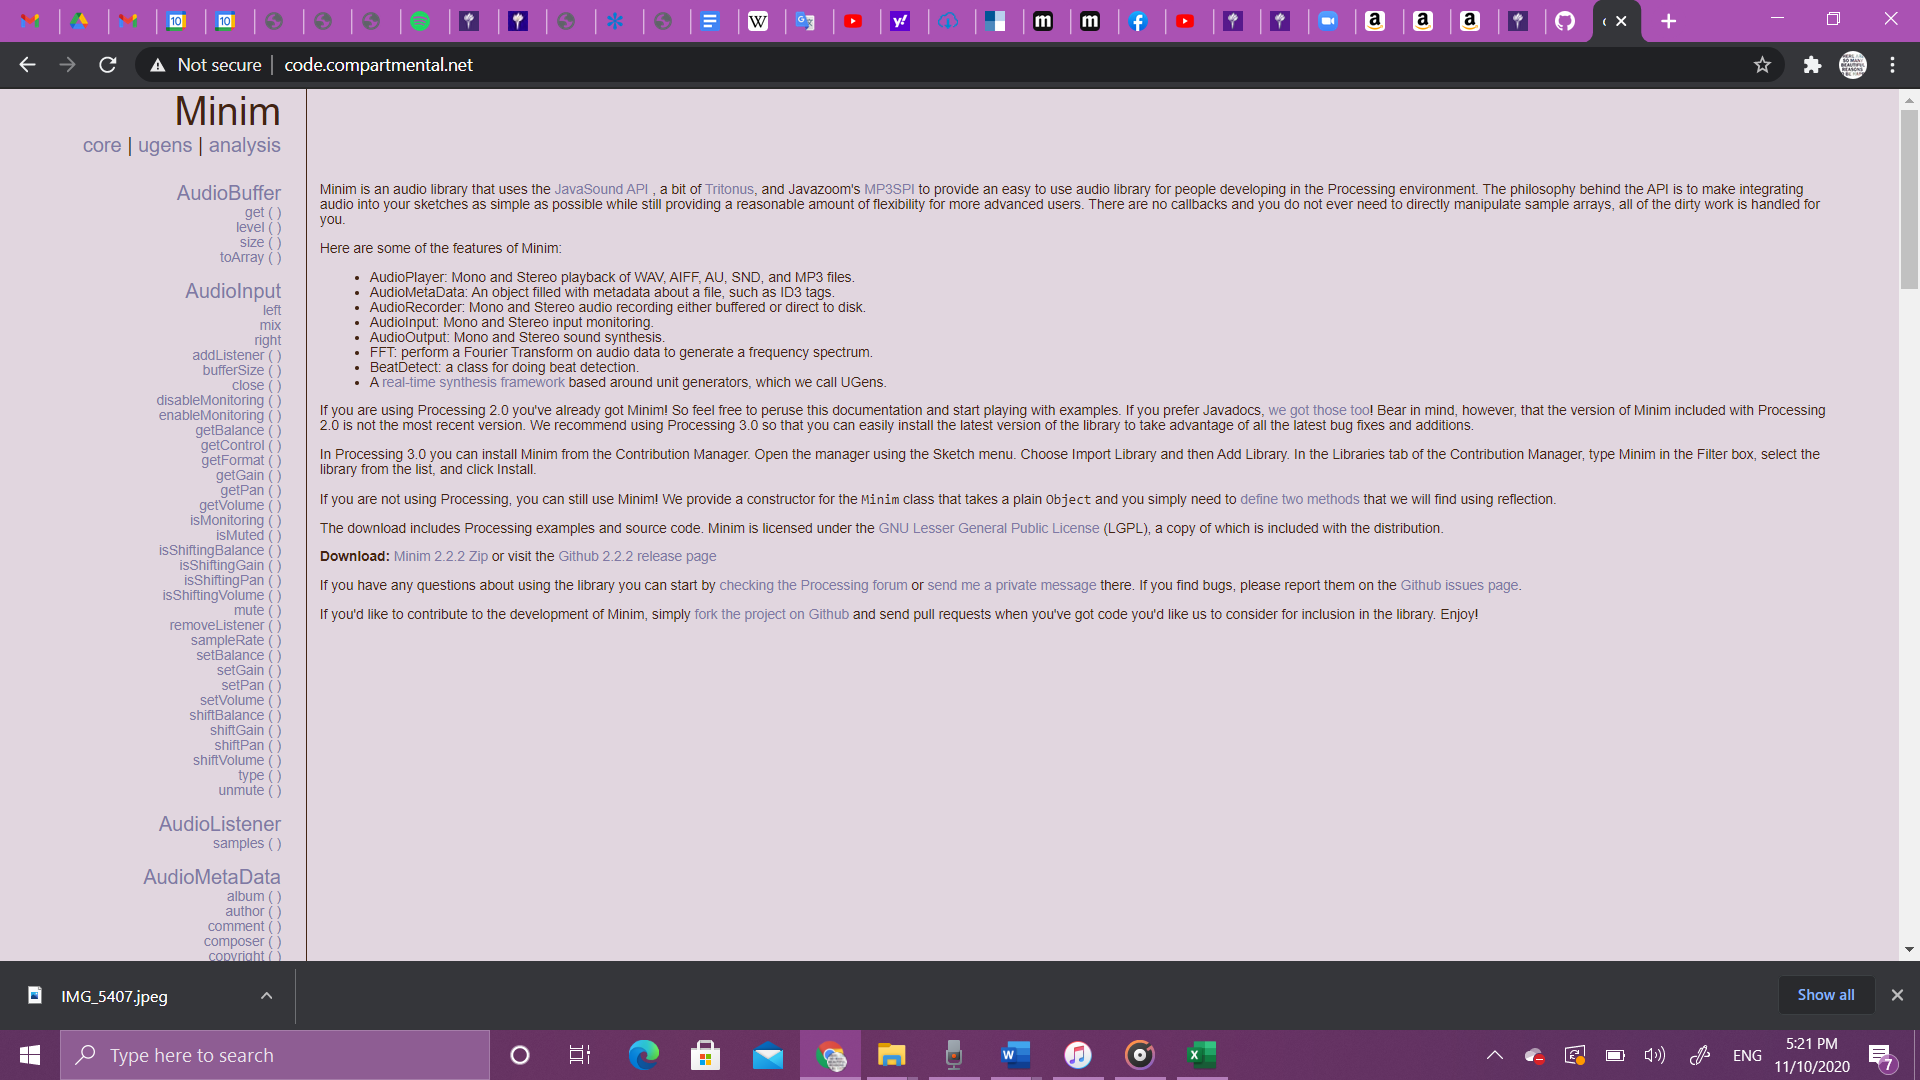 Not secure | code.compartmental.net
Minim
core | ugens | analysis
AudioBuffer
get ( )
level ( )
size ( )
toArray ( )
AudioInput
left
mix
right
addListener ( )
bufferSize ( )
close ( )
disableMonitoring ( )
enableMonitoring ( )
getBalance ( )
getControl ( )
getFormat ( )
getGain ( )
getPan ( )
getVolume ( )
isMonitoring ( )
isMuted ( )
isShiftingBalance ( )
isShiftingGain ( )
isShiftingPan ( )
isShiftingVolume ( )
mute ( )
removeListener ( )
sampleRate ( )
setBalance ( )
setGain ( )
setPan ( )
setVolume ( )
shiftBalance ( )
shiftGain ( )
shiftPan ( )
shiftVolume ( )
type ( )
unmute ( )
AudioListener
samples ( )
AudioMetaData
album ( )
author ( )
comment ( )
composer ( )
copyright ( )
Minim is an audio library that uses the JavaSound API , a bit of Tritonus, and Javazoom's MP3SPI to provide an easy to use audio library for people developing in the Processing environment. The philosophy behind the API is to make integrating
audio into your sketches as simple as possible while still providing a reasonable amount of flexibility for more advanced users. There are no callbacks and you do not ever need to directly manipulate sample arrays, all of the dirty work is handled for
you.
Here are some of the features of Minim:
• AudioPlayer: Mono and Stereo playback of WAV, AIFF, AU, SND, and MP3 files.
• AudioMetaData: An object filled with metadata about a file, such as ID3 tags.
• AudioRecorder: Mono and Stereo audio recording either buffered or direct to disk.
• AudioInput: Mono and Stereo input monitoring.
• AudioOutput: Mono and Stereo sound synthesis.
• FFT: perform a Fourier Transform on audio data to generate a frequency spectrum.
• BeatDetect: a class for doing beat detection.
• A real-time synthesis framework based around unit generators, which we call UGens.
If you are using Processing 2.0 you've already got Minim! So feel free to peruse this documentation and start playing with examples. If you prefer Javadocs, we got those too! Bear in mind, however, that the version of Minim included with Processing
2.0 is not the most recent version. We recommend using Processing 3.0 so that you can easily install the latest version of the library to take advantage of all the latest bug fixes and additions.
In Processing 3.0 you can install Minim from the Contribution Manager. Open the manager using the Sketch menu. Choose Import Library and then Add Library. In the Libraries tab of the Contribution Manager, type Minim in the Filter box, select the
library from the list, and click Install.
If you are not using Processing, you can still use Minim! We provide a constructor for the Minim class that takes a plain Object and you simply need to define two methods that we will find using reflection.
The download includes Processing examples and source code. Minim is licensed under the GNU Lesser General Public License (LGPL), a copy of which is included with the distribution.
Download: Minim 2.2.2 Zip or visit the Github 2.2.2 release page
If you have any questions about using the library you can start by checking the Processing forum or send me a private message there. If you find bugs, please report them on the Github issues page.
If you'd like to contribute to the development of Minim, simply fork the project on Github and send pull requests when you've got code you'd like us to consider for inclusion in the library. Enjoy!
IMG_5407.jpeg
Show all
Type here to search
ENG
5:21 PM
11/10/2020
7